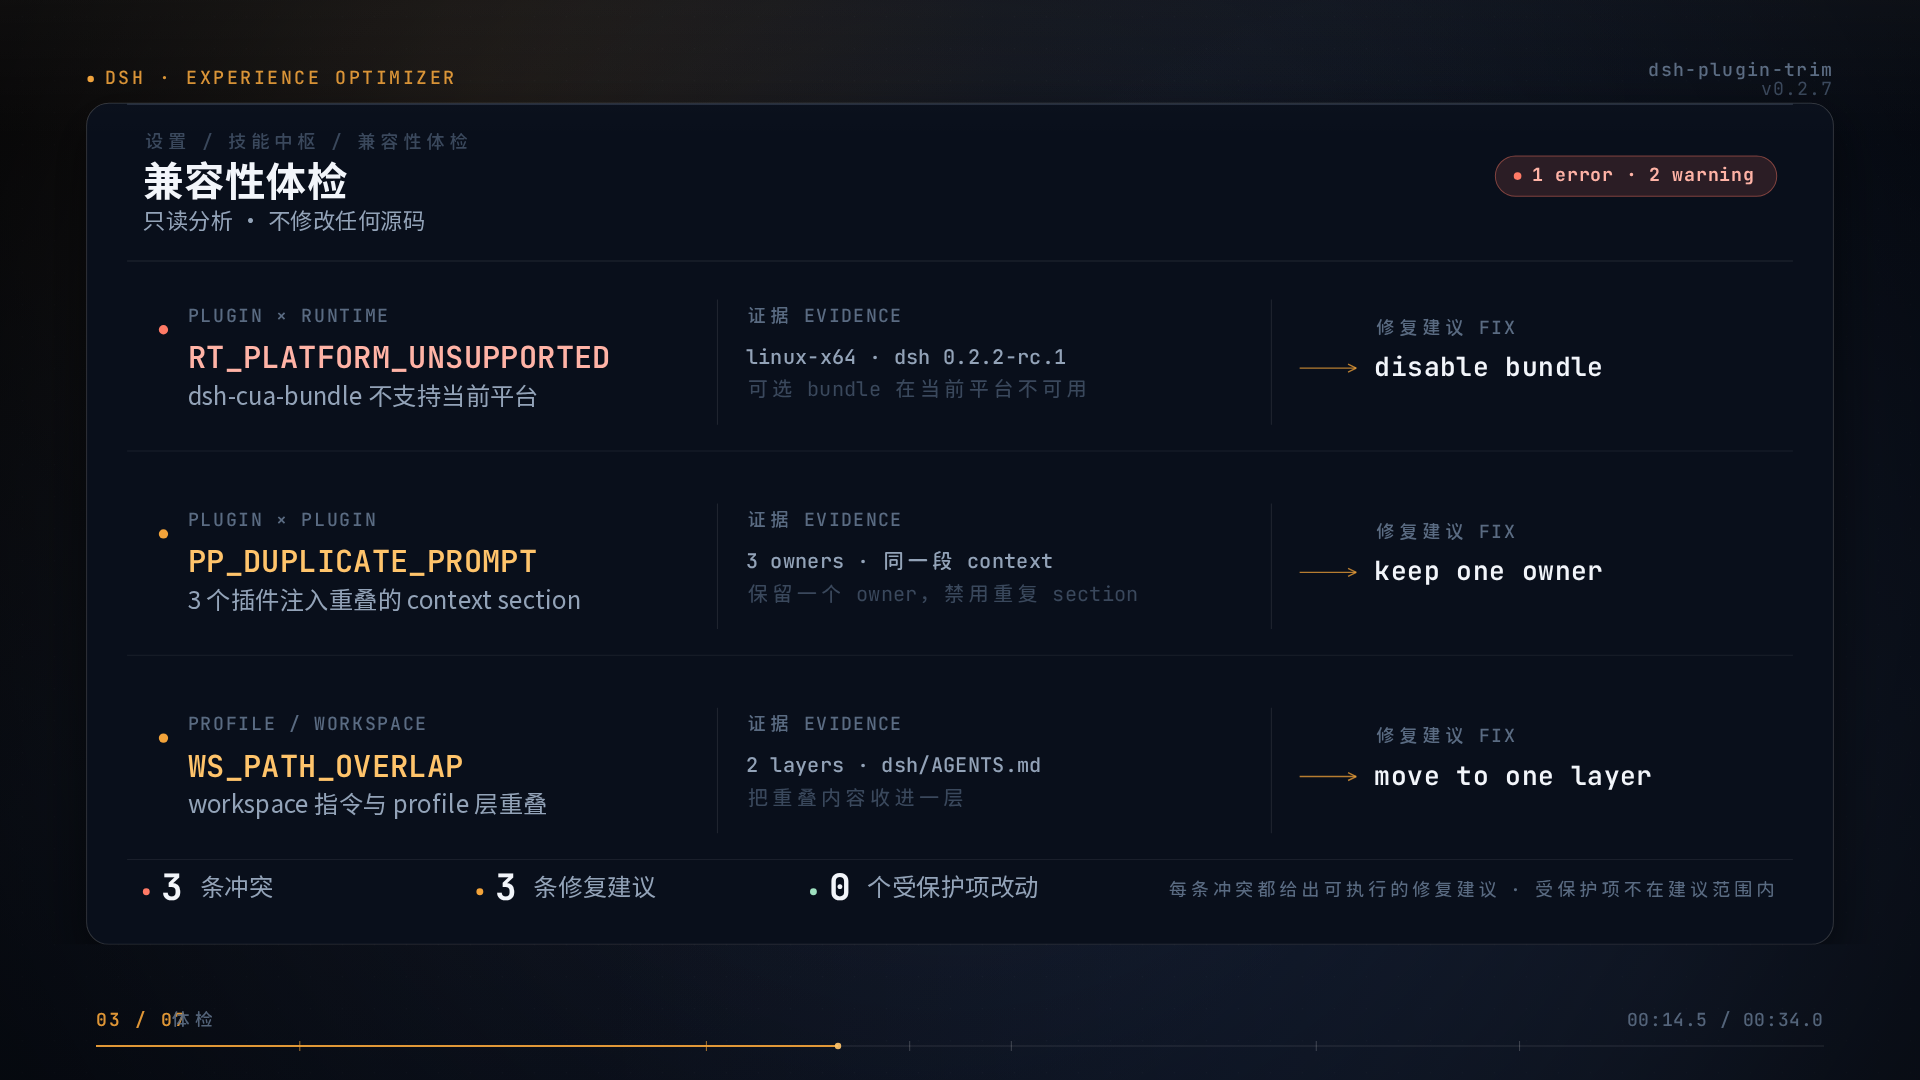 DSH · EXPERIENCE OPTIMIZER
dsh-plugin-trim
v0.2.7
设置 / 技能中枢 / 兼容性体检
兼容性体检
1 error · 2 warning
只读分析 · 不修改任何源码
PLUGIN × RUNTIME
RT_PLATFORM_UNSUPPORTED
dsh-cua-bundle 不支持当前平台
证据 EVIDENCE
linux-x64 · dsh 0.2.2-rc.1
可选 bundle 在当前平台不可用
修复建议 FIX
disable bundle
PLUGIN × PLUGIN
PP_DUPLICATE_PROMPT
3 个插件注入重叠的 context section
证据 EVIDENCE
3 owners · 同一段 context
保留一个 owner，禁用重复 section
修复建议 FIX
keep one owner
PROFILE / WORKSPACE
WS_PATH_OVERLAP
workspace 指令与 profile 层重叠
证据 EVIDENCE
2 layers · dsh/AGENTS.md
把重叠内容收进一层
修复建议 FIX
move to one layer
3 条冲突
3 条修复建议
0 个受保护项改动
每条冲突都给出可执行的修复建议 · 受保护项不在建议范围内
03 / 07 体检
00:14.5 / 00:34.0